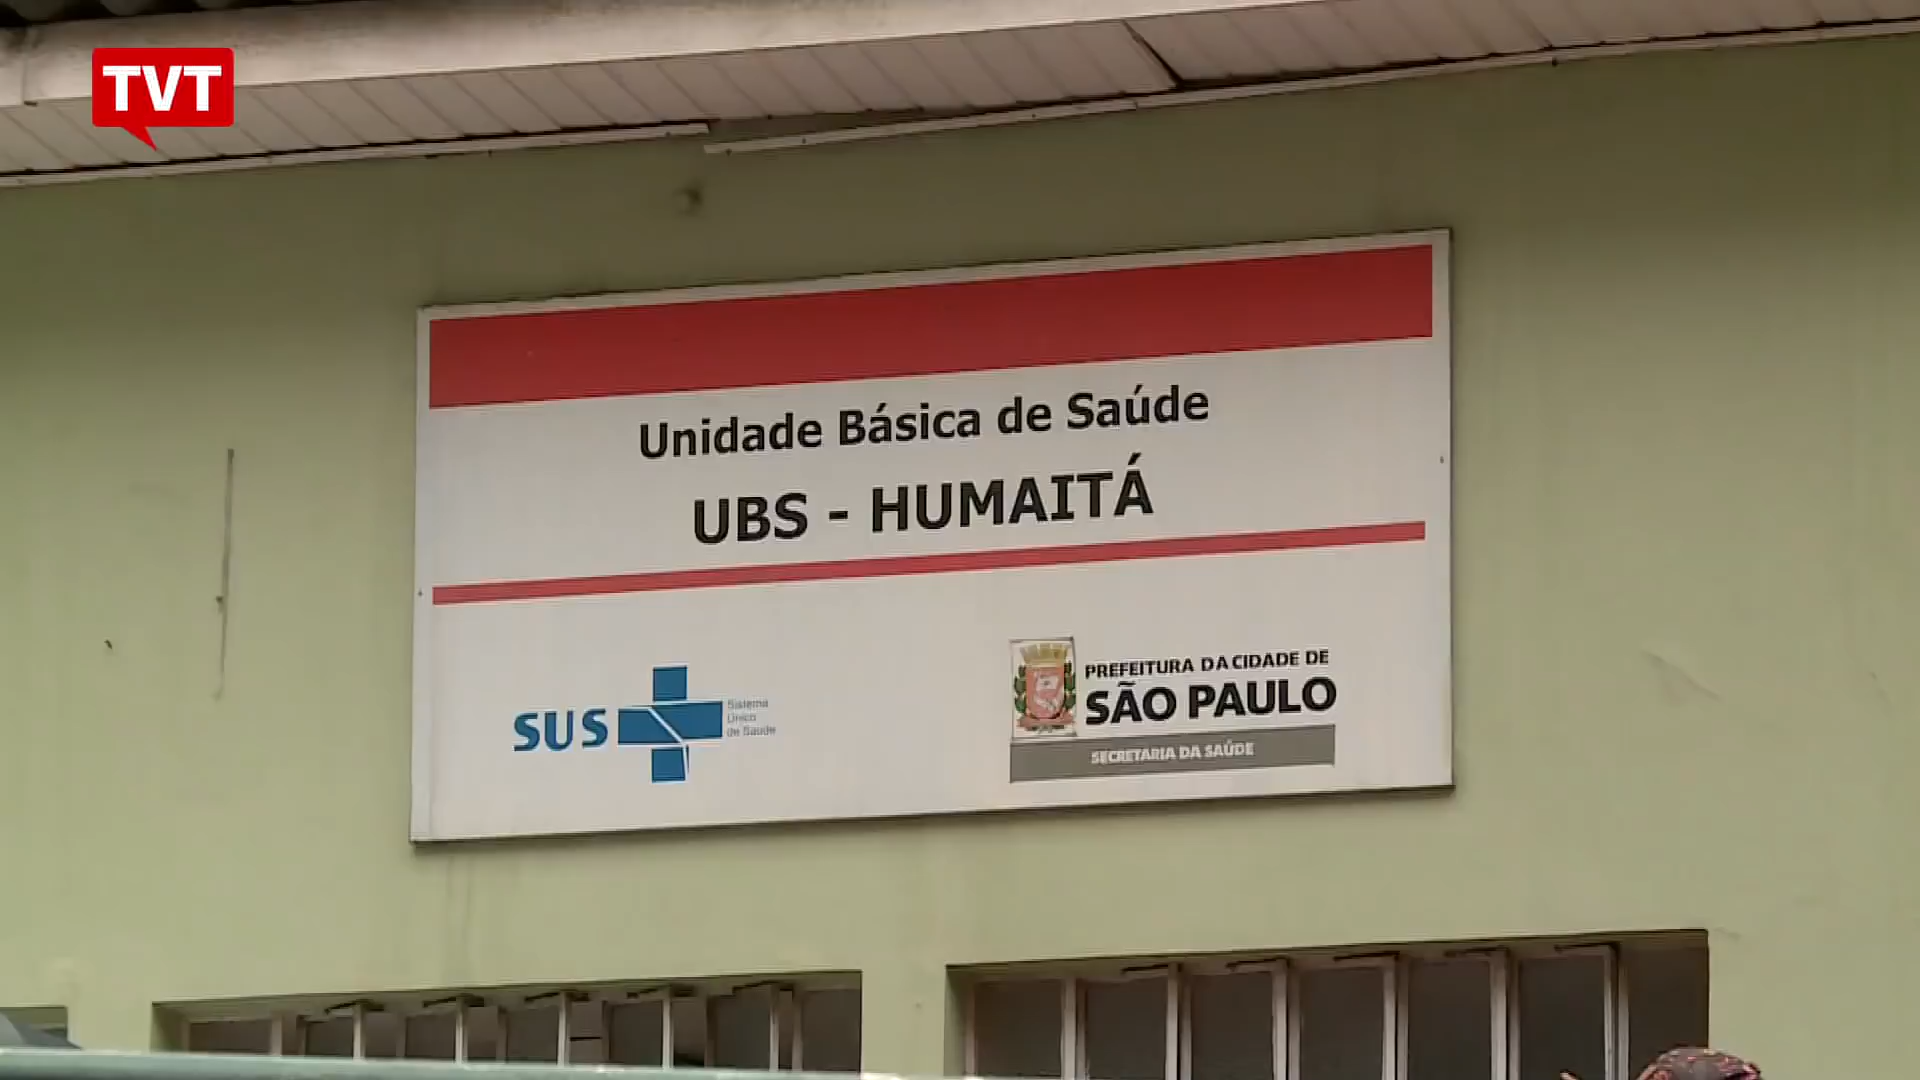 TVT
Unidade Básica de Saúde
UBS - HUMAITÁ
SUS
Sistema
Único
de Saúde
PREFEITURA DA CIDADE DE
SÃO PAULO
SECRETARIA DA SAÚDE